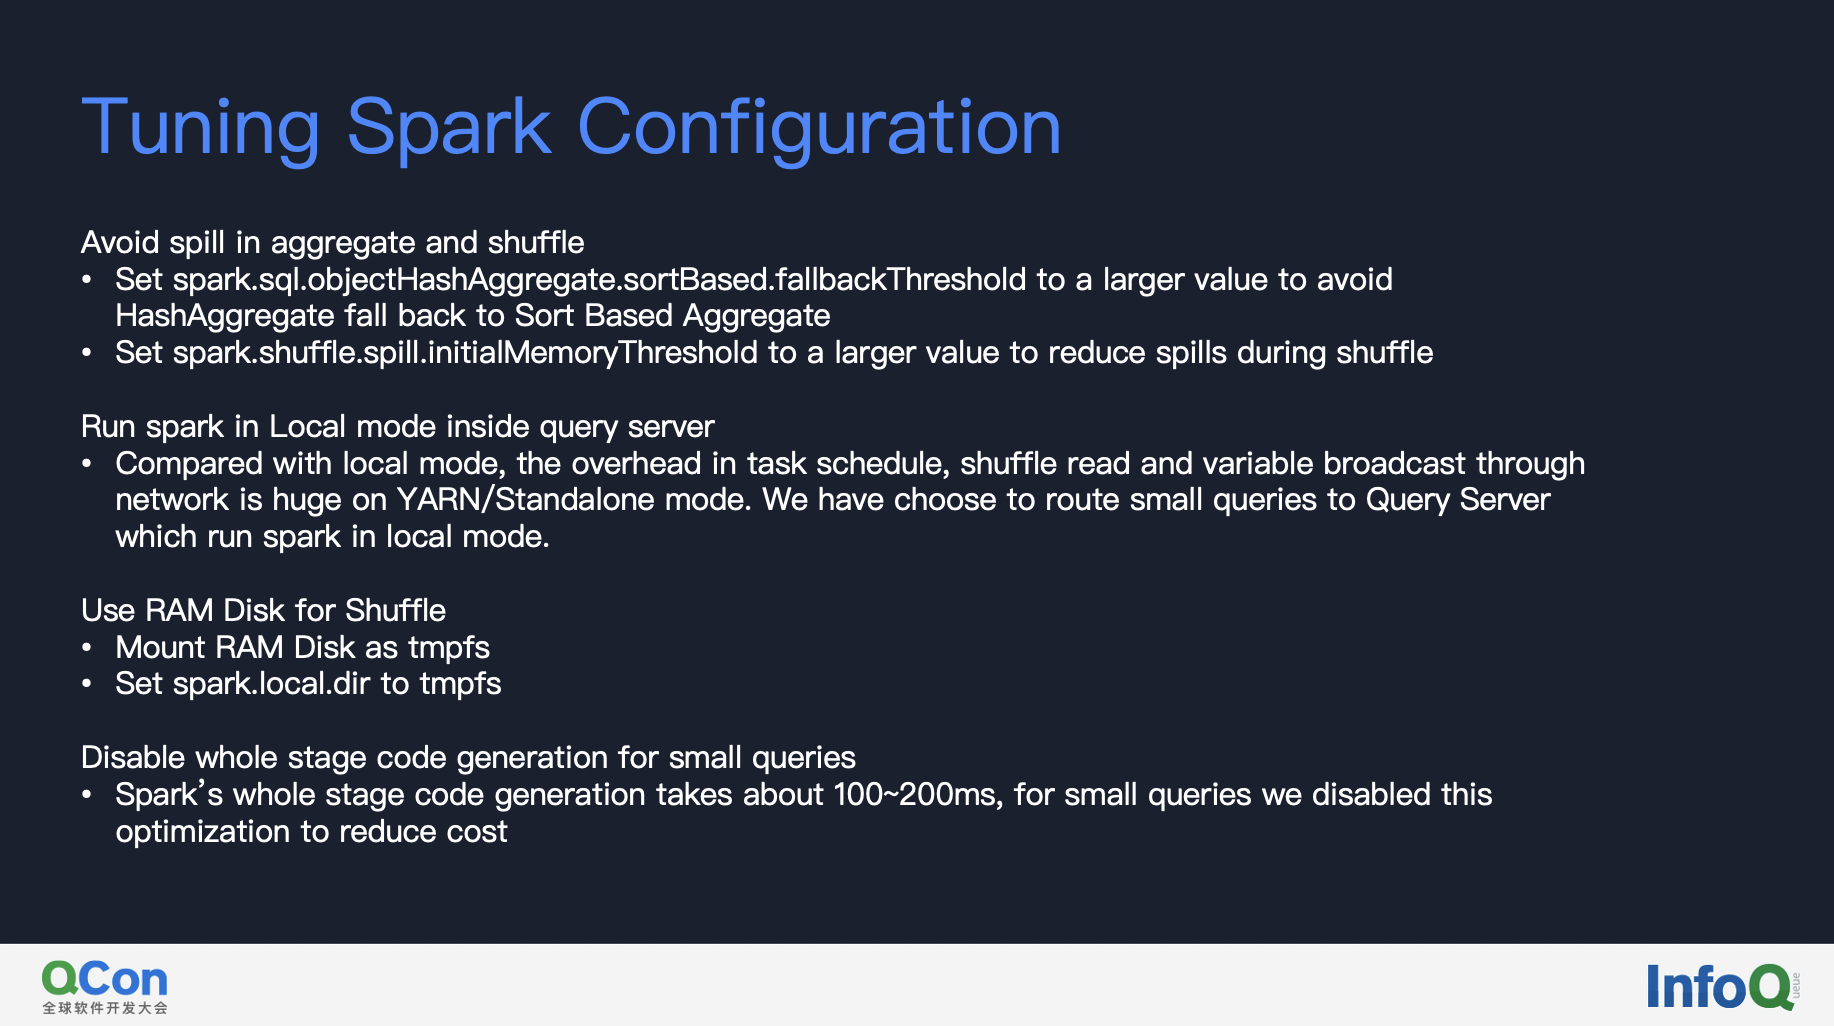 Tuning Spark Configuration
Avoid spill in aggregate and shuffle
• Set spark.sql.objectHashAggregate.sortBased.fallbackThreshold to a larger value to avoid
HashAggregate fall back to Sort Based Aggregate
• Set spark.shuffle.spill.initialMemoryThreshold to a larger value to reduce spills during shuffle
Run spark in Local mode inside query server
• Compared with local mode, the overhead in task schedule, shuffle read and variable broadcast through
network is huge on YARN/Standalone mode. We have choose to route small queries to Query Server
which run spark in local mode.
Use RAM Disk for Shuffle
• Mount RAM Disk as tmpfs
• Set spark.local.dir to tmpfs
Disable whole stage code generation for small queries
• Spark’s whole stage code generation takes about 100~200ms, for small queries we disabled this
optimization to reduce cost
QCon
全球软件开发大会
InfoQ
ueue